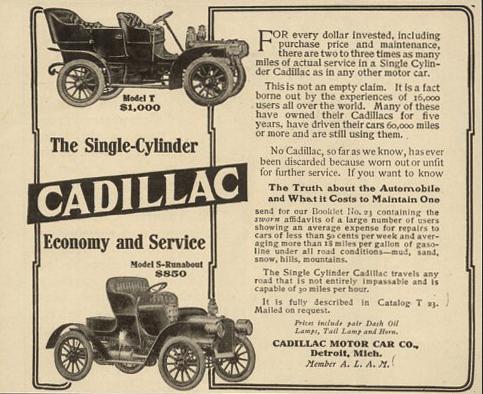 Model T
$1,000
The Single-Cylinder
CADILLAC
Economy and Service
Model S-Runabout
$850
FOR every dollar invested, including
purchase price and maintenance,
there are two to three times as many
miles of actual service in a Single Cylin-
der Cadillac as in any other motor car.
This is not an empty claim. It is a fact
borne out by the experiences of 16,000
users all over the world. Many of these
have owned their Cadillacs for five
years, have driven their cars 60,000 miles
or more and are still using them.
No Cadillac, so far as we know, has ever
been discarded because worn out or unfit
for further service. If you want to know
The Truth about the Automobile
and What it Costs to Maintain One
send for our Booklet No. 23 containing the
sworn affidavits of a large number of users
showing an average expense for repairs to
cars of less than 50 cents per week and aver-
aging more than 18 miles per gallon of gaso-
line under all road conditions—mud, sand,
snow, hills, mountains.
The Single Cylinder Cadillac travels any
road that is not entirely impassable and is
capable of 30 miles per hour.
It is fully described in Catalog T 23.
Mailed on request.
Prices include pair Dash Oil
Lamps, Tail Lamp and Horn.
CADILLAC MOTOR CAR CO.,
Detroit, Mich.
Member A. L. A. M.